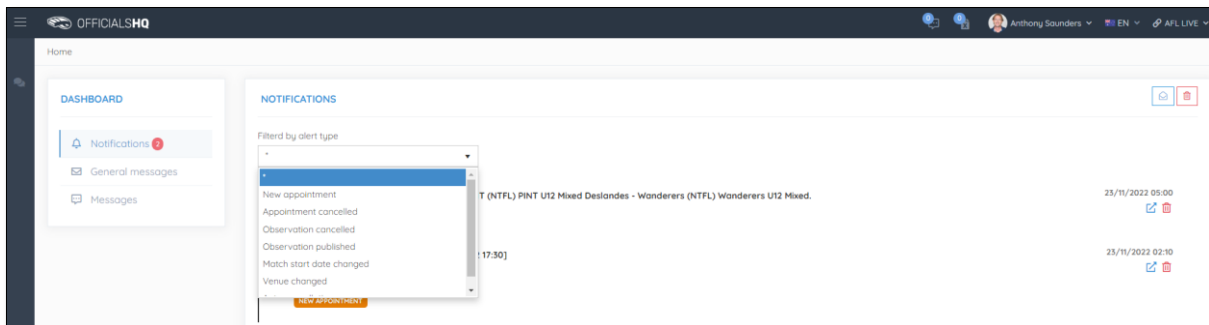 OFFICIALSHQ
0
0
Anthony Saunders
EN
AFL LIVE
Home
DASHBOARD
Notifications 2
General messages
Messages
NOTIFICATIONS
Filterd by alert type
*
*
New appointment
Appointment cancelled
Observation cancelled
Observation published
Match start date changed
Venue changed
T (NTFL) PINT U12 Mixed Deslandes - Wanderers (NTFL) Wanderers U12 Mixed.
23/11/2022 05:00
17:30]
23/11/2022 02:10
NEW APPOINTMENT